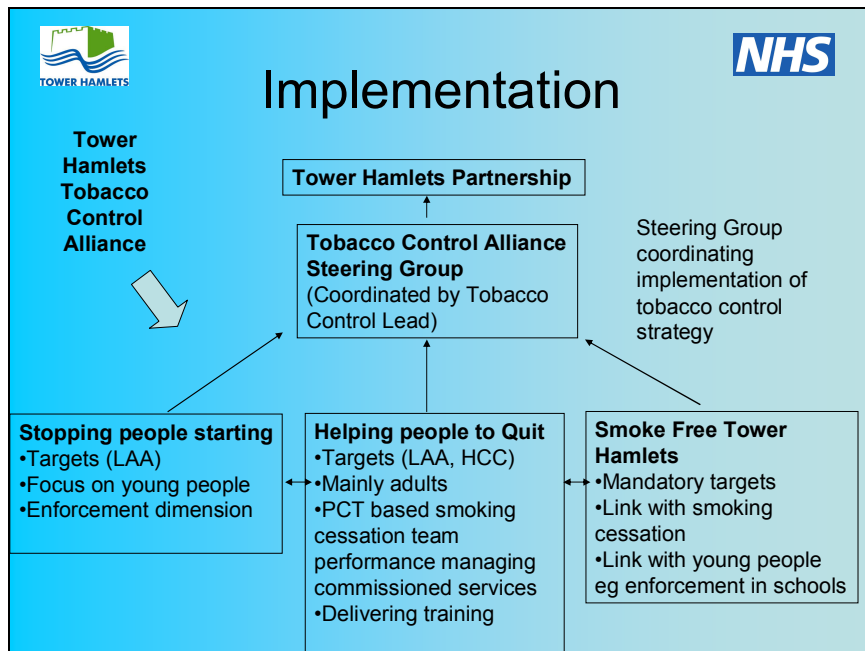 TOWER HAMLETS
NHS
Implementation
Tower
Hamlets
Tobacco
Control
Alliance
Tower Hamlets Partnership
Tobacco Control Alliance
Steering Group
(Coordinated by Tobacco
Control Lead)
Steering Group
coordinating
implementation of
tobacco control
strategy
Stopping people starting
•Targets (LAA)
•Focus on young people
•Enforcement dimension
Helping people to Quit
•Targets (LAA, HCC)
•Mainly adults
•PCT based smoking
cessation team
performance managing
commissioned services
•Delivering training
Smoke Free Tower
Hamlets
•Mandatory targets
•Link with smoking
cessation
•Link with young people
eg enforcement in schools